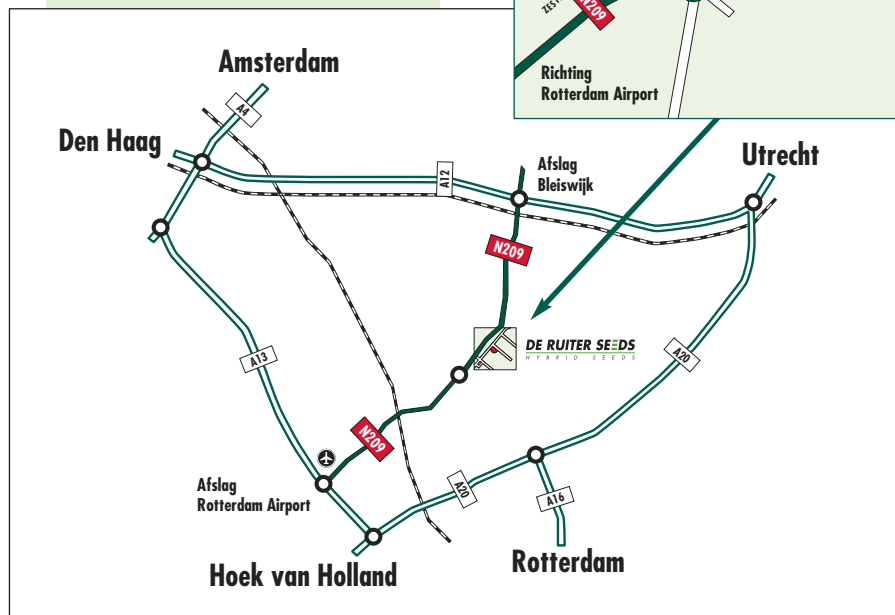 N209
Richting
Rotterdam Airport
Amsterdam
A4
Den Haag
A12
Afslag
Bleiswijk
Utrecht
N209
DE RUITER SEEDS
HYBRID SEEDS
A13
A20
N209
Afslag
Rotterdam Airport
A20
A16
Hoek van Holland
Rotterdam